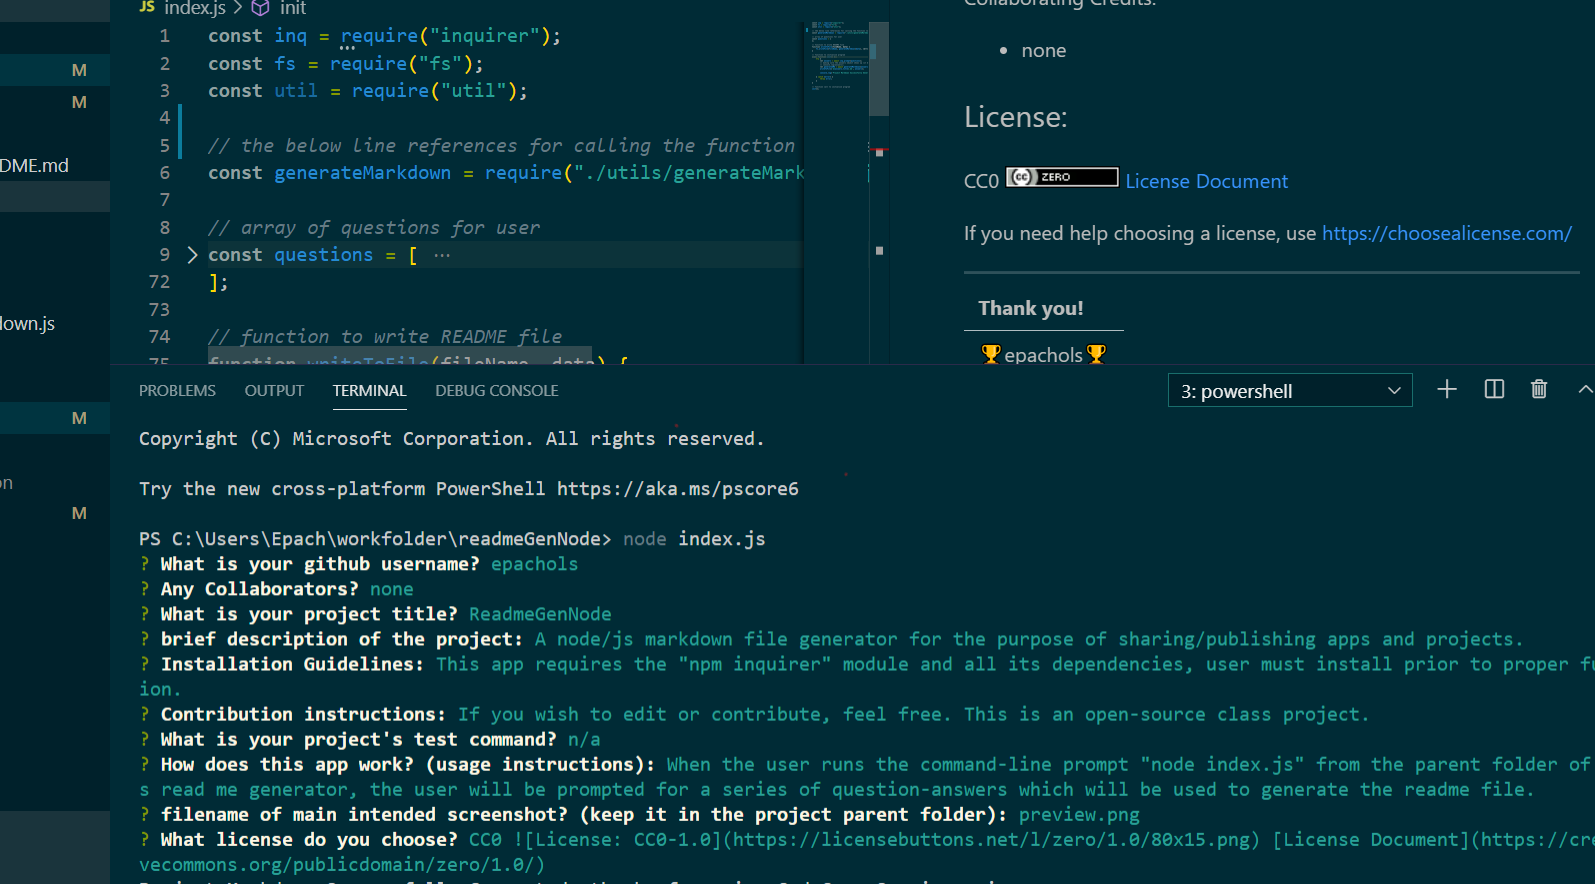 JS index.js > init
1 const inq = require("inquirer");
2 const fs = require("fs");
3 const util = require("util");
4
5 // the below line references for calling the function
6 const generateMarkdown = require("./utils/generateMark
7
8 // array of questions for user
9 const questions = [ ···
72 ];
73
74 // function to write README file
75 function writeToFile(fileName, data) {
M
M
DME.md
down.js
M
on
M
Collaborating Credits:
• none
License:
CC0 cc ZERO License Document
If you need help choosing a license, use https://choosealicense.com/
Thank you!
🏆epachols🏆
PROBLEMS OUTPUT TERMINAL DEBUG CONSOLE 3: powershell
Copyright (C) Microsoft Corporation. All rights reserved.
Try the new cross-platform PowerShell https://aka.ms/pscore6
PS C:\Users\Epach\workfolder\readmeGenNode> node index.js
? What is your github username? epachols
? Any Collaborators? none
? What is your project title? ReadmeGenNode
? brief description of the project: A node/js markdown file generator for the purpose of sharing/publishing apps and projects.
? Installation Guidelines: This app requires the "npm inquirer" module and all its dependencies, user must install prior to proper fu
ion.
? Contribution instructions: If you wish to edit or contribute, feel free. This is an open-source class project.
? What is your project's test command? n/a
? How does this app work? (usage instructions): When the user runs the command-line prompt "node index.js" from the parent folder of
s read me generator, the user will be prompted for a series of question-answers which will be used to generate the readme file.
? filename of main intended screenshot? (keep it in the project parent folder): preview.png
? What license do you choose? CC0 ![License: CC0-1.0](https://licensebuttons.net/l/zero/1.0/80x15.png) [License Document](https://cre
vecommons.org/publicdomain/zero/1.0/)